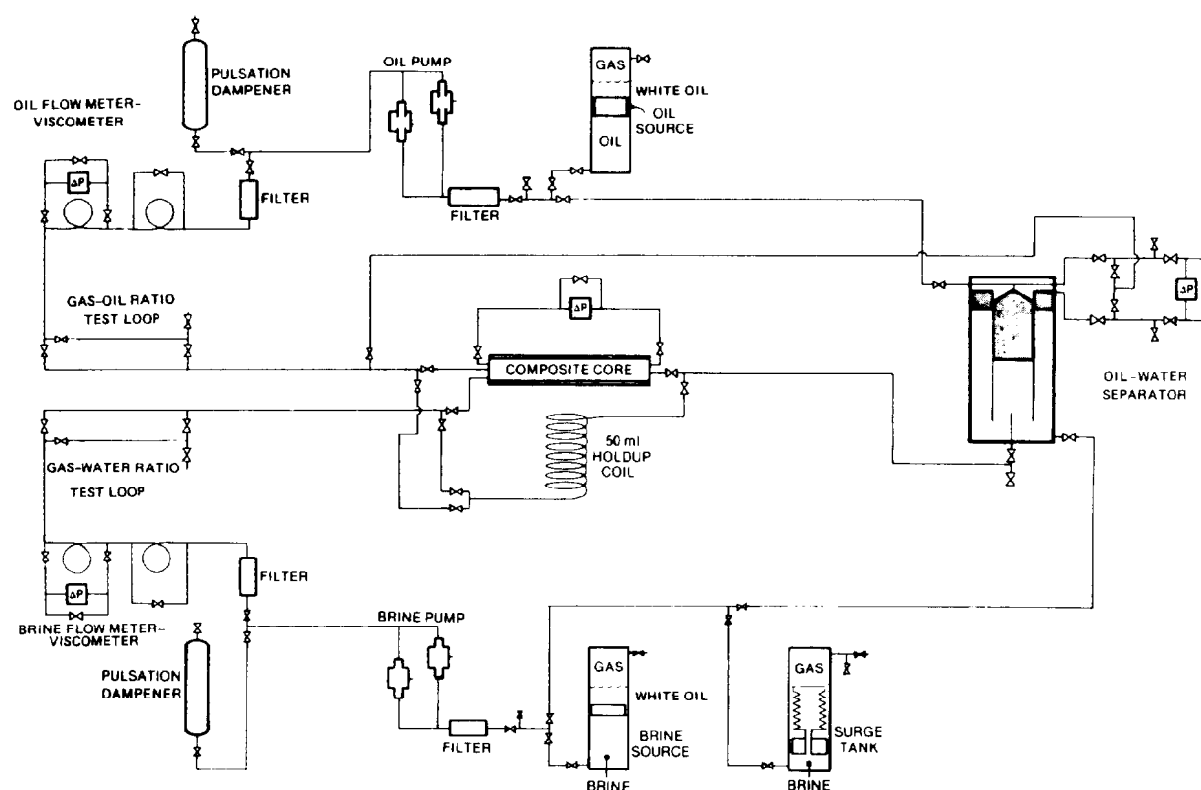 PULSATION
DAMPENER
OIL PUMP
GAS
WHITE OIL
OIL
SOURCE
OIL
OIL FLOW METER-
VISCOMETER
ΔP
FILTER
FILTER
GAS-OIL RATIO
TEST LOOP
ΔP
ΔP
COMPOSITE CORE
OIL-WATER
SEPARATOR
50 ml
HOLDUP
COIL
GAS-WATER RATIO
TEST LOOP
FILTER
ΔP
BRINE FLOW METER-
VISCOMETER
BRINE PUMP
PULSATION
DAMPENER
GAS
WHITE OIL
BRINE
SOURCE
FILTER
BRINE
GAS
SURGE
TANK
BRINE